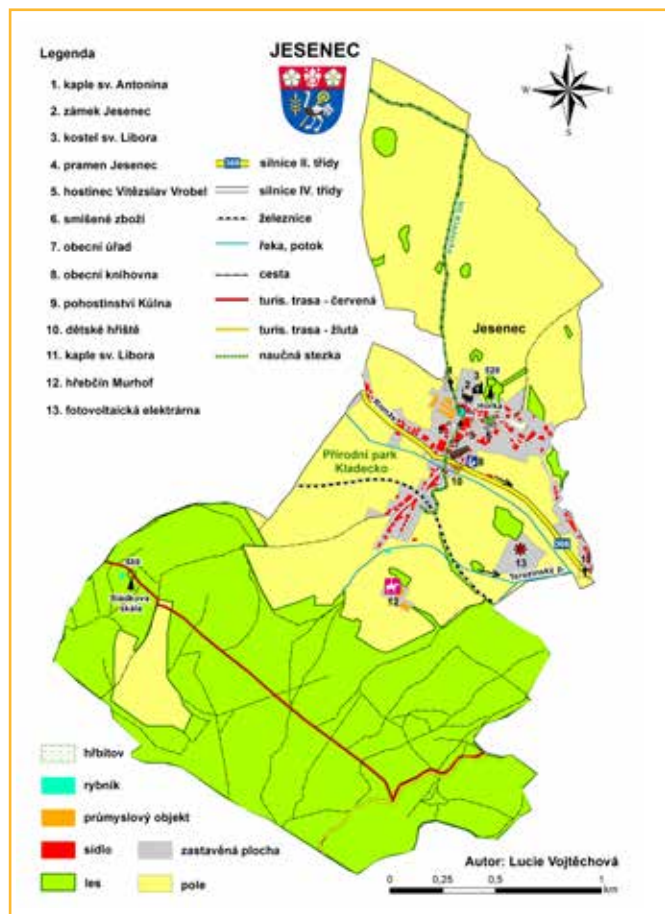 Legenda
JESENEC
N
W E
S
1. kaple sv. Antonína
2. zámek Jesenec
3. kostel sv. Libora
4. pramen Jesenec
5. hostinec Vítězslav Vrobel
6. smíšené zboží
7. obecní úřad
8. obecní knihovna
9. pohostinství Kůlna
10. dětské hřiště
11. kaple sv. Libora
12. hřebčín Murhof
13. fotovoltaická elektrárna
silnice II. třídy
silnice IV. třídy
železnice
řeka, potok
cesta
turis. trasa - červená
turis. trasa - žlutá
naučná stezka
Jesenec
Přírodní park
Kladecko
10
366
13
12
skála
hřbitov
rybník
průmyslový objekt
sídlo
zastavěná plocha
les
pole
Autor: Lucie Vojtěchová
0 0,25 0,5 1
km